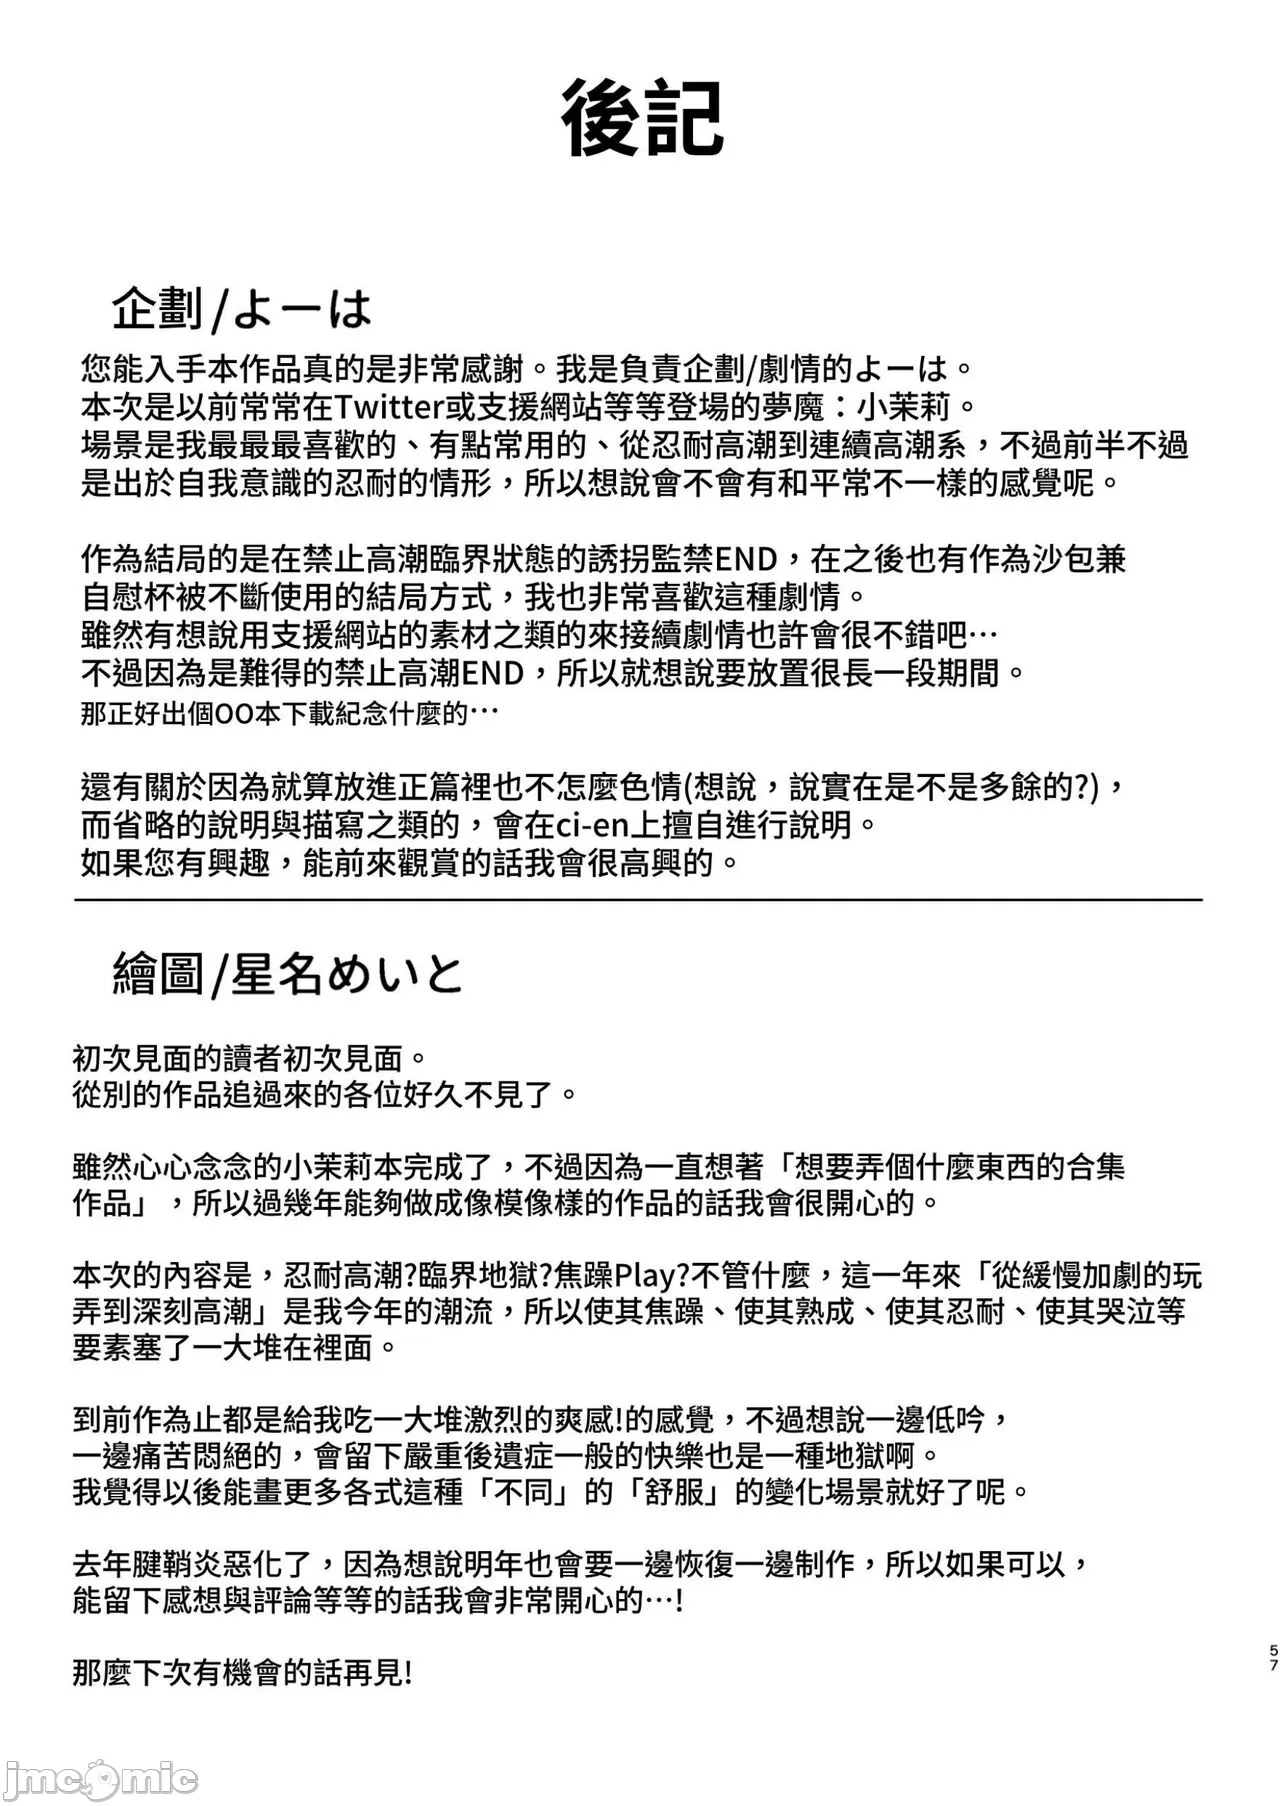 後記
企劃/よーは
您能入手本作品真的是非常感謝。我是負責企劃/劇情的よーは。
本次是以前常常在Twitter或支援網站等等登場的夢魔：小茉莉。
場景是我最最最喜歡的、有點常用的、從忍耐高潮到連續高潮系，不過前半不過
是出於自我意識的忍耐的情形，所以想說會不會有和平常不一樣的感覺呢。
作為結局的是在禁止高潮臨界狀態的誘拐監禁END，在之後也有作為沙包兼
自慰杯被不斷使用的結局方式，我也非常喜歡這種劇情。
雖然有想說用支援網站的素材之類的來接續劇情也許會很不錯吧…
不過因為是難得的禁止高潮END，所以就想說要放置很長一段期間。
那正好出個OO本下載紀念什麼的…
還有關於因為就算放進正篇裡也不怎麼色情(想說，說實在是不是多餘的?)，
而省略的說明與描寫之類的，會在ci-en上擅自進行說明。
如果您有興趣，能前來觀賞的話我會很高興的。
繪圖/星名めいと
初次見面的讀者初次見面。
從別的作品追過來的各位好久不見了。
雖然心心念念的小茉莉本完成了，不過因為一直想著「想要弄個什麼東西的合集
作品」，所以過幾年能夠做成像模像樣的作品的話我會很開心的。
本次的內容是，忍耐高潮?臨界地獄?焦躁Play?不管什麼，這一年來「從緩慢加劇的玩
弄到深刻高潮」是我今年的潮流，所以使其焦躁、使其熟成、使其忍耐、使其哭泣等
要素塞了一大堆在裡面。
到前作為止都是給我吃一大堆激烈的爽感!的感覺，不過想說一邊低吟，
一邊痛苦悶絕的，會留下嚴重後遺症一般的快樂也是一種地獄啊。
我覺得以後能畫更多各式這種「不同」的「舒服」的變化場景就好了呢。
去年腱鞘炎惡化了，因為想說明年也會要一邊恢復一邊制作，所以如果可以，
能留下感想與評論等等的話我會非常開心的…!
那麼下次有機會的話再見!
57
jmcomic